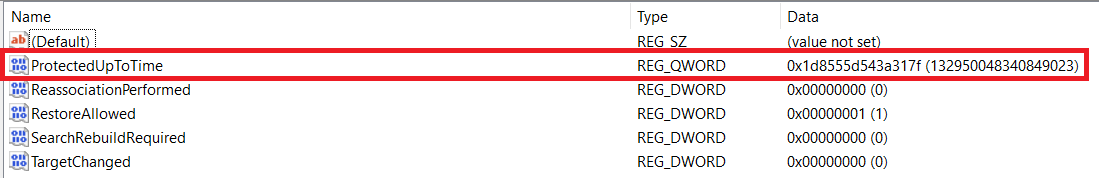 Name Type Data
(Default) REG_SZ (value not set)
ProtectedUpToTime REG_QWORD 0x1d8555d543a317f (132950048340849023)
ReassociationPerformed REG_DWORD 0x00000000 (0)
RestoreAllowed REG_DWORD 0x00000001 (1)
SearchRebuildRequired REG_DWORD 0x00000000 (0)
TargetChanged REG_DWORD 0x00000000 (0)